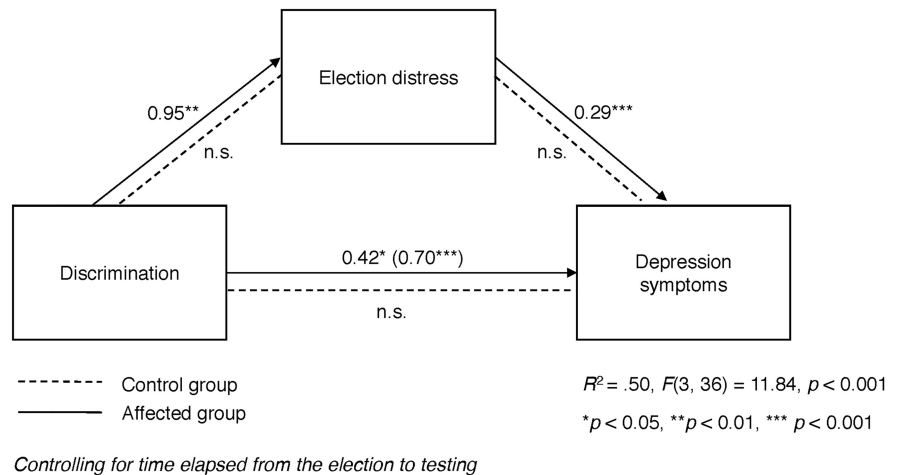 Election distress
0.95**
0.29***
n.s.
n.s.
Discrimination
0.42* (0.70***)
Depression
symptoms
n.s.
Control group
Affected group
R² = .50, F(3, 36) = 11.84, p < 0.001
*p < 0.05, **p < 0.01, *** p < 0.001
Controlling for time elapsed from the election to testing